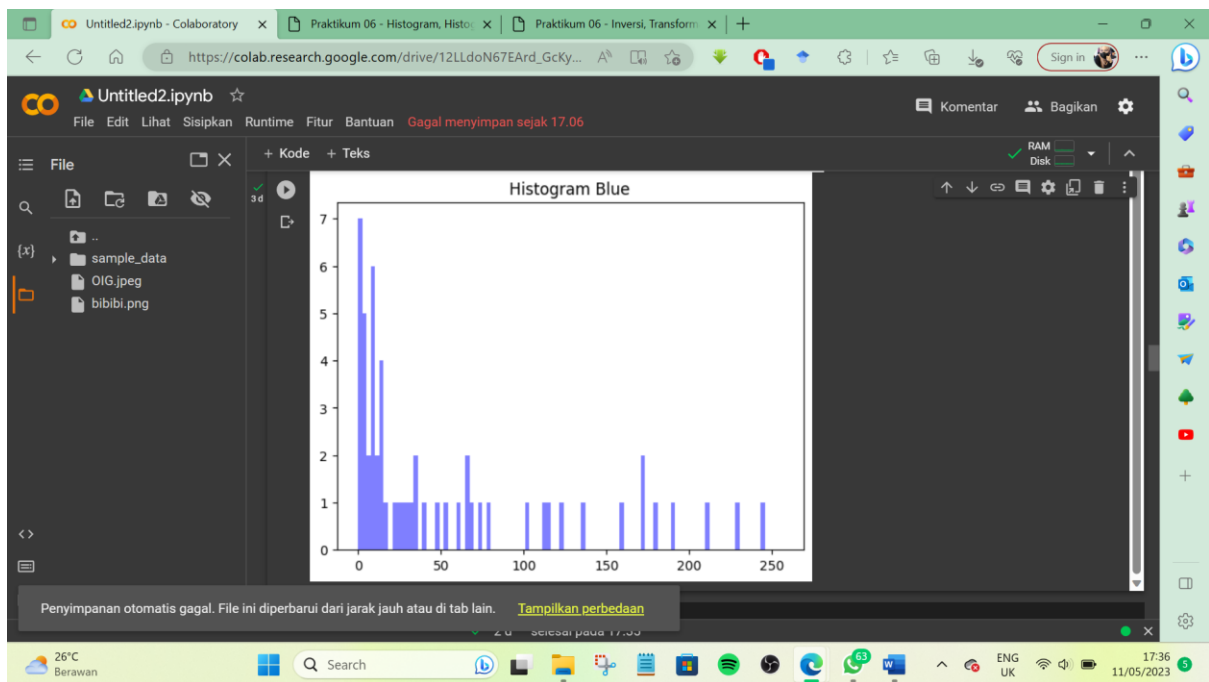 Untitled2.ipynb - Colaboratory
Praktikum 06 - Histogram, Histo
Praktikum 06 - Inversi, Transform
https://colab.research.google.com/drive/12LLdoN67EArd_GcKy...
Sign in
Untitled2.ipynb
Komentar
Bagikan
File Edit Lihat Sisipkan Runtime Fitur Bantuan Gagal menyimpan sejak 17.06
File
+ Kode + Teks
RAM
Disk
3 d
Histogram Blue
..
sample_data
OIG.jpeg
bibibi.png
{x}
7
6
5
4
3
2
1
0
0 50 100 150 200 250
Penyimpanan otomatis gagal. File ini diperbarui dari jarak jauh atau di tab lain. Tampilkan perbedaan
26°C
Berawan
Search
63
ENG
UK
17:36
11/05/2023
5